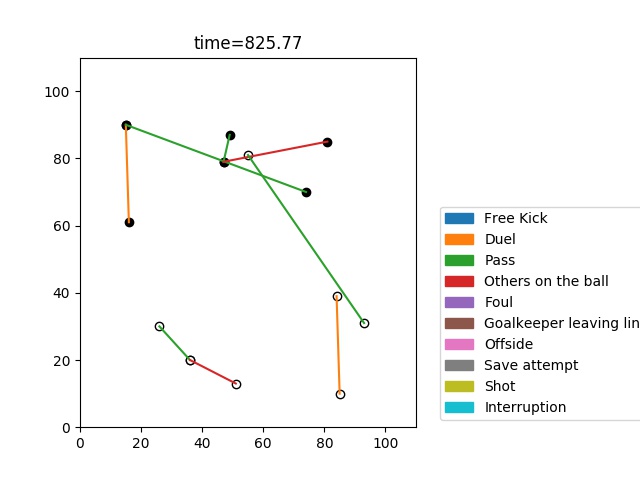 time=825.77
100
80
60
40
20
0
0 20 40 60 80 100
Free Kick
Duel
Pass
Others on the ball
Foul
Goalkeeper leaving lin
Offside
Save attempt
Shot
Interruption